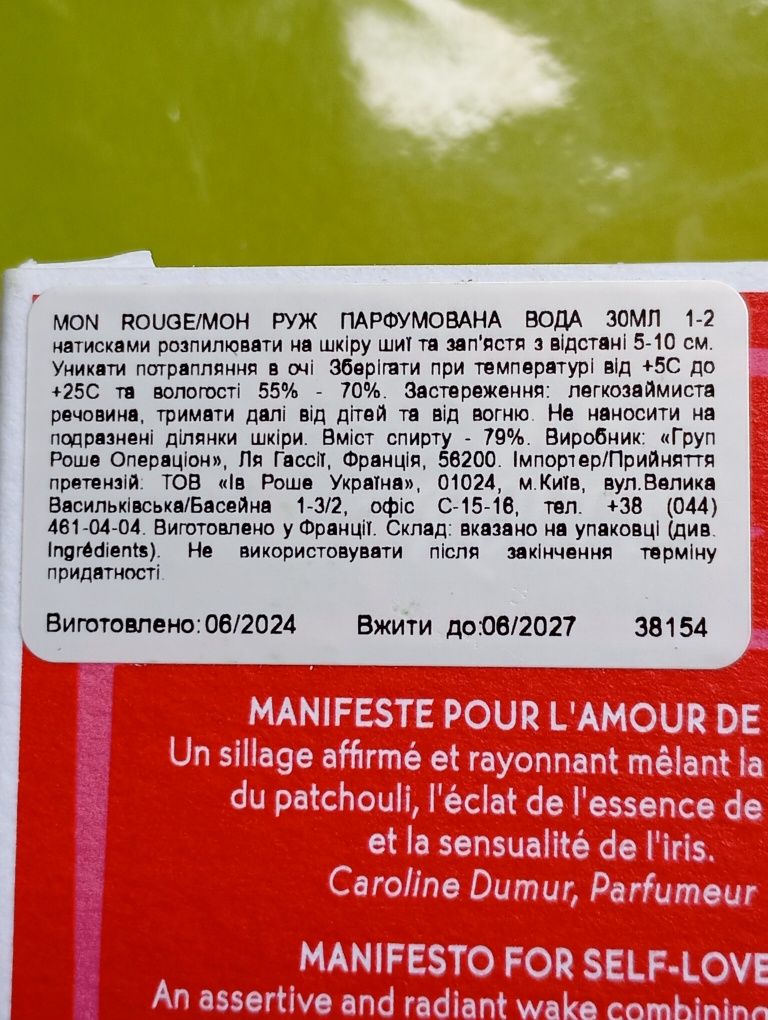 MON ROUGE/МОН РУЖ ПАРФУМОВАНА ВОДА 30МЛ 1-2
натисками розпилювати на шкіру шиї та зап'ястя з відстані 5-10 см.
Уникати потрапляння в очі Зберігати при температурі від +5С до
+25С та вологості 55% - 70%. Застереження: легкозаймиста
речовина, тримати далі від дітей та від вогню. Не наносити на
подразнені ділянки шкіри. Вміст спирту - 79%. Виробник: «Груп
Роше Операціон», Ля Гассії, Франція, 56200. Імпортер/Прийняття
претензій: ТОВ «Ів Роше Україна», 01024, м.Київ, вул.Велика
Васильківська/Басейна 1-3/2, офіс С-15-16, тел. +38 (044)
461-04-04. Виготовлено у Франції. Склад: вказано на упаковці (див.
Ingrédients). Не використовувати після закінчення терміну
придатності.
Виготовлено: 06/2024 Вжити до:06/2027 38154
MANIFESTE POUR L'AMOUR DE
Un sillage affirmé et rayonnant mêlant la
du patchouli, l'éclat de l'essence de
et la sensualité de l'iris.
Caroline Dumur, Parfumeur
MANIFESTO FOR SELF-LOVE
An assertive and radiant wake combining